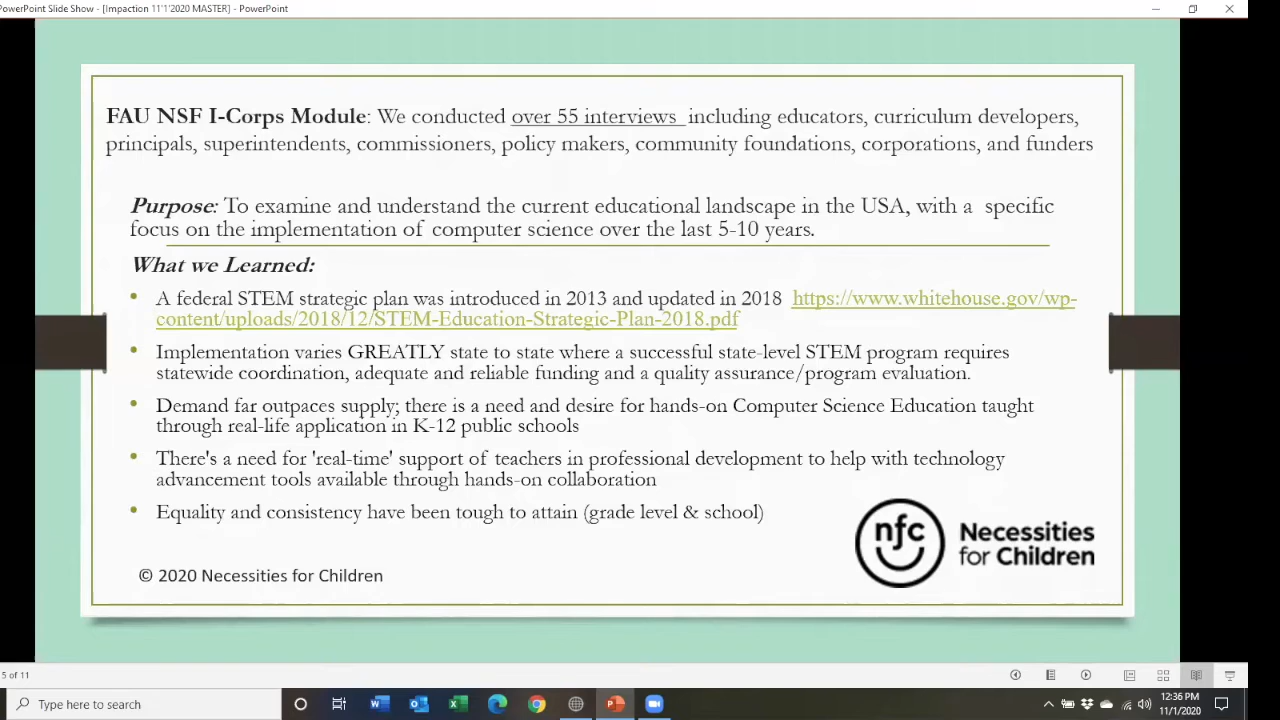 PowerPoint Slide Show - [Impaction 11'1'2020 MASTER] - PowerPoint
FAU NSF I-Corps Module: We conducted over 55 interviews including educators, curriculum developers,
principals, superintendents, commissioners, policy makers, community foundations, corporations, and funders
Purpose: To examine and understand the current educational landscape in the USA, with a specific
focus on the implementation of computer science over the last 5-10 years.
What we Learned:
• A federal STEM strategic plan was introduced in 2013 and updated in 2018 https://www.whitehouse.gov/wp-
content/uploads/2018/12/STEM-Education-Strategic-Plan-2018.pdf
• Implementation varies GREATLY state to state where a successful state-level STEM program requires
statewide coordination, adequate and reliable funding and a quality assurance/program evaluation.
• Demand far outpaces supply; there is a need and desire for hands-on Computer Science Education taught
through real-life application in K-12 public schools
• There's a need for 'real-time' support of teachers in professional development to help with technology
advancement tools available through hands-on collaboration
• Equality and consistency have been tough to attain (grade level & school)
nfc
Necessities
for Children
© 2020 Necessities for Children
5 of 11
Type here to search
12:36 PM
11/1/2020